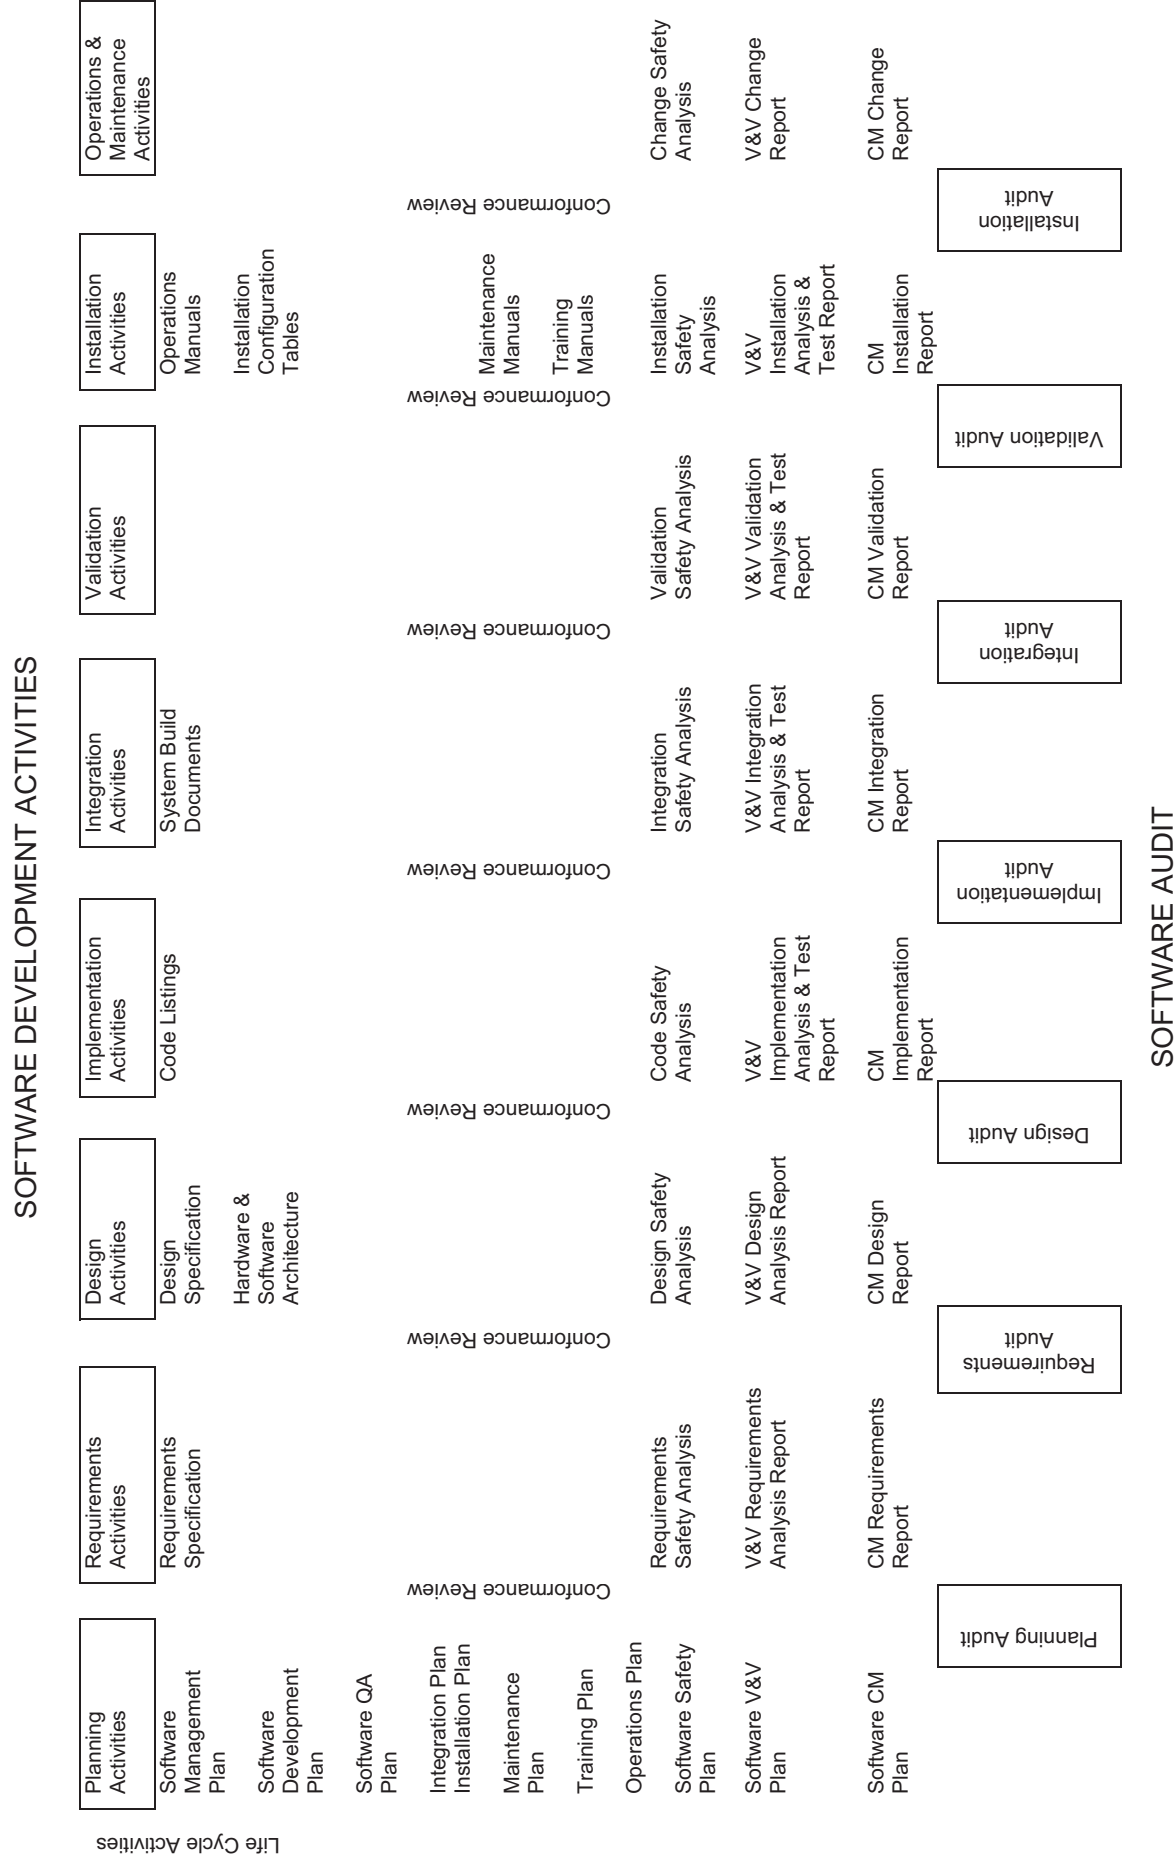 SOFTWARE DEVELOPMENT ACTIVITIES
Life Cycle Activities
Planning
Activities
Software
Management
Plan
Software
Development
Plan
Software QA
Plan
Integration Plan
Installation Plan
Maintenance
Plan
Training Plan
Operations Plan
Software Safety
Plan
Software V&V
Plan
Software CM
Plan
Conformance Review
Planning Audit
Requirements
Activities
Requirements
Specification
Requirements
Safety Analysis
V&V Requirements
Analysis Report
CM Requirements
Report
Conformance Review
Requirements
Audit
Design
Activities
Design
Specification
Hardware &
Software
Architecture
Design Safety
Analysis
V&V Design
Analysis Report
CM Design
Report
Conformance Review
Design Audit
Implementation
Activities
Code Listings
Code Safety
Analysis
V&V
Implementation
Analysis & Test
Report
CM
Implementation
Report
Conformance Review
Implementation
Audit
Integration
Activities
System Build
Documents
Integration
Safety Analysis
V&V Integration
Analysis & Test
Report
CM Integration
Report
Conformance Review
Integration
Audit
Validation
Activities
Validation
Safety Analysis
V&V Validation
Analysis & Test
Report
CM Validation
Report
Conformance Review
Validation Audit
Installation
Activities
Operations
Manuals
Installation
Configuration
Tables
Maintenance
Manuals
Training
Manuals
Installation
Safety
Analysis
V&V
Installation
Analysis &
Test Report
CM
Installation
Report
Conformance Review
Installation
Audit
Operations &
Maintenance
Activities
Change Safety
Analysis
V&V Change
Report
CM Change
Report
SOFTWARE AUDIT